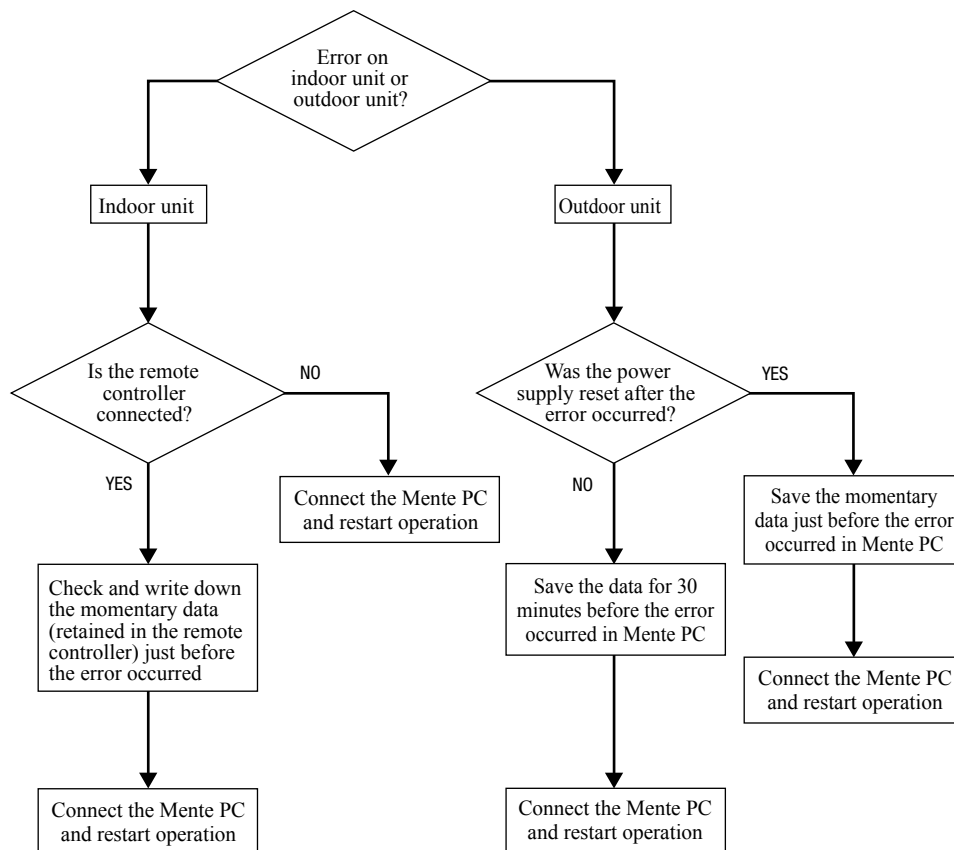 Error on
indoor unit or
outdoor unit?
Indoor unit
Outdoor unit
Is the remote
controller
connected?
NO
YES
Was the power
supply reset after the
error occurred?
YES
NO
Connect the Mente PC
and restart operation
Save the momentary
data just before the error
occurred in Mente PC
Check and write down
the momentary data
(retained in the remote
controller) just before
the error occurred
Save the data for 30
minutes before the error
occurred in Mente PC
Connect the Mente PC
and restart operation
Connect the Mente PC
and restart operation
Connect the Mente PC
and restart operation